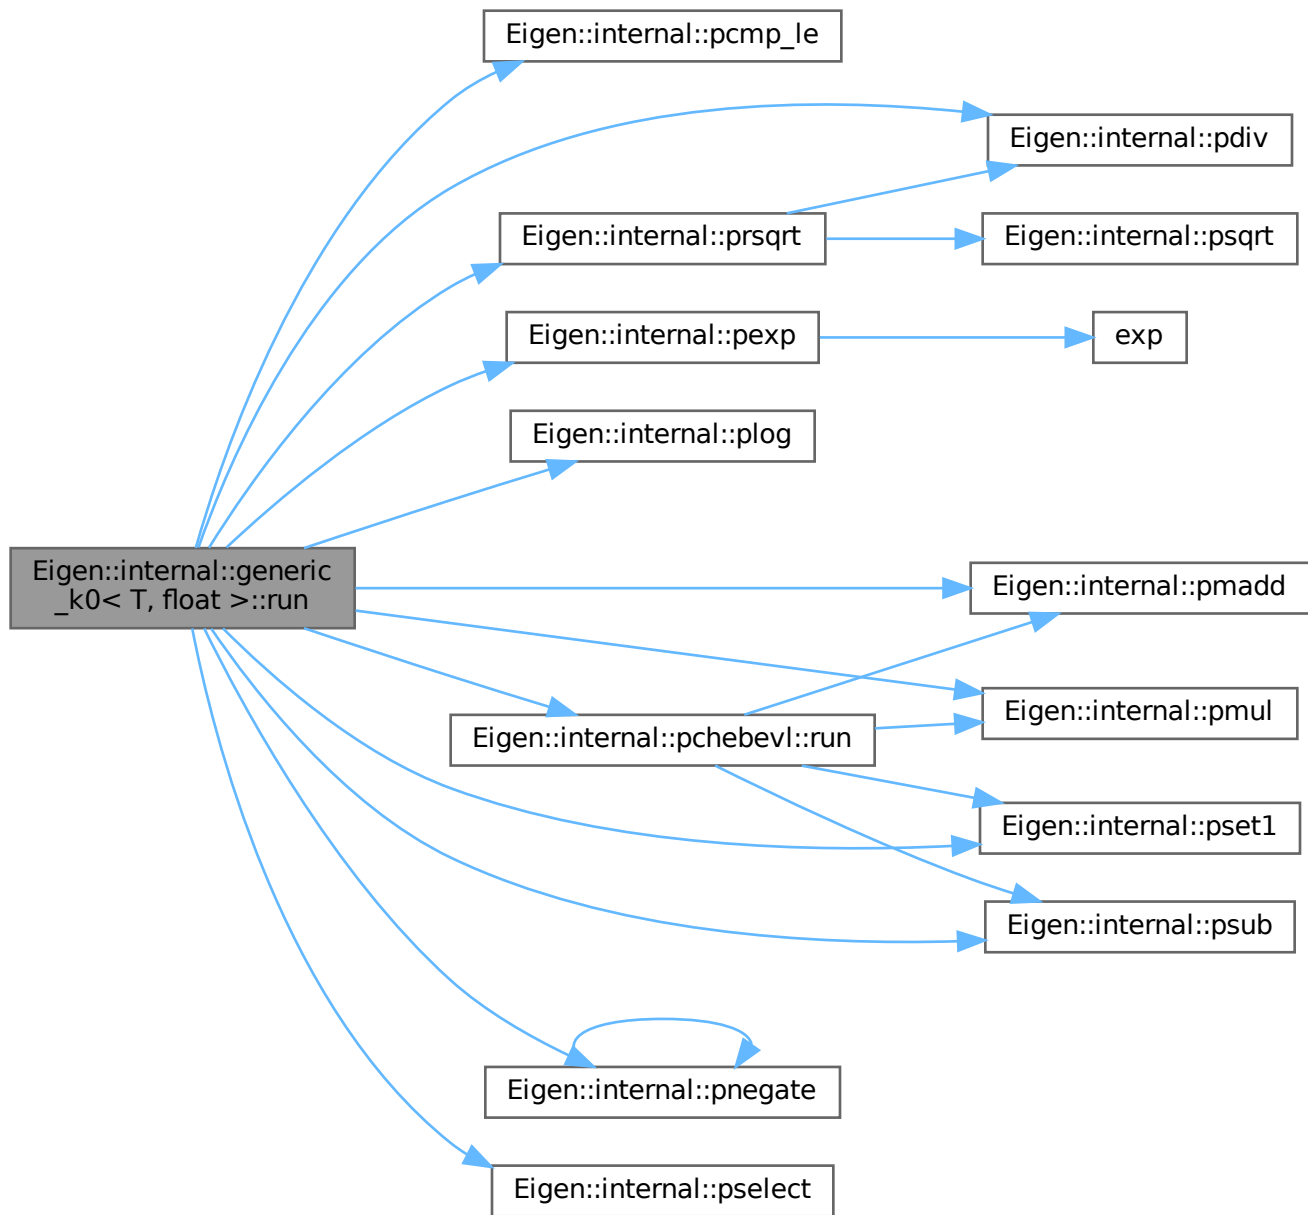 Eigen::internal::pcmp_le
Eigen::internal::pdiv
Eigen::internal::prsqrt
Eigen::internal::psqrt
Eigen::internal::pexp
exp
Eigen::internal::plog
Eigen::internal::generic
_k0< T, float >::run
Eigen::internal::pmadd
Eigen::internal::pmul
Eigen::internal::pchebevl::run
Eigen::internal::pset1
Eigen::internal::psub
Eigen::internal::pnegate
Eigen::internal::pselect